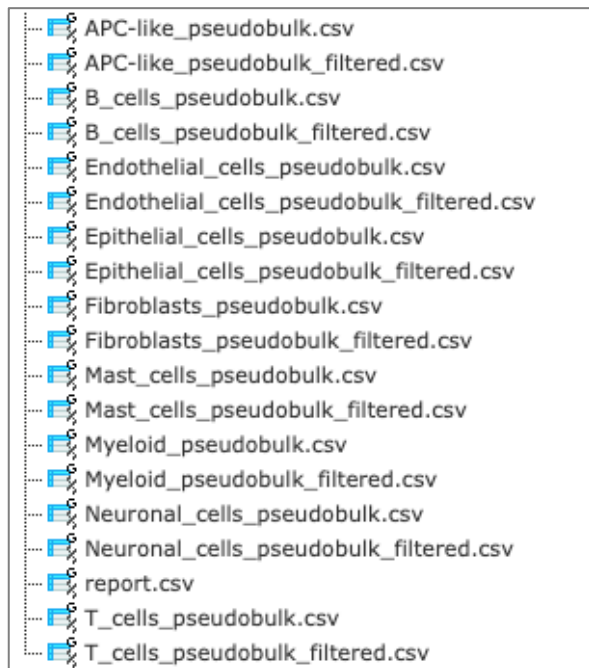 APC-like_pseudobulk.csv
APC-like_pseudobulk_filtered.csv
B_cells_pseudobulk.csv
B_cells_pseudobulk_filtered.csv
Endothelial_cells_pseudobulk.csv
Endothelial_cells_pseudobulk_filtered.csv
Epithelial_cells_pseudobulk.csv
Epithelial_cells_pseudobulk_filtered.csv
Fibroblasts_pseudobulk.csv
Fibroblasts_pseudobulk_filtered.csv
Mast_cells_pseudobulk.csv
Mast_cells_pseudobulk_filtered.csv
Myeloid_pseudobulk.csv
Myeloid_pseudobulk_filtered.csv
Neuronal_cells_pseudobulk.csv
Neuronal_cells_pseudobulk_filtered.csv
report.csv
T_cells_pseudobulk.csv
T_cells_pseudobulk_filtered.csv